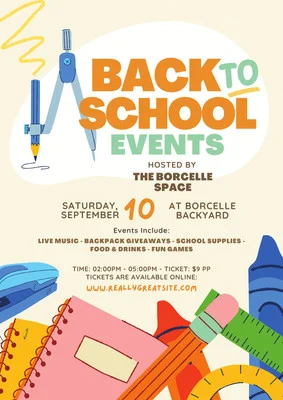 BACK TO
SCHOOL
EVENTS
HOSTED BY
THE BORCELLE
SPACE
SATURDAY,
SEPTEMBER
10
AT BORCELLE
BACKYARD
Events Include:
LIVE MUSIC - BACKPACK GIVEAWAYS - SCHOOL SUPPLIES -
FOOD & DRINKS - FUN GAMES
TIME: 02:00PM - 05:00PM - TICKET: $9 PP
TICKETS ARE AVAILABLE ONLINE:
WWW.REALLYGREATSITE.COM